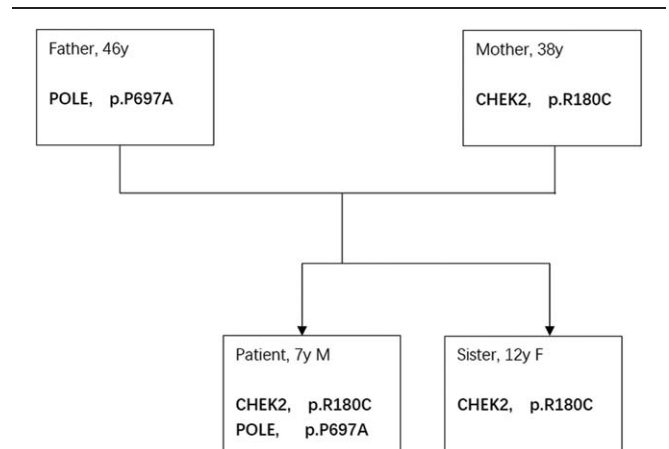 Father, 46y
POLE, p.P697A
Mother, 38y
CHEK2, p.R180C
Patient, 7y M
CHEK2, p.R180C
POLE, p.P697A
Sister, 12y F
CHEK2, p.R180C